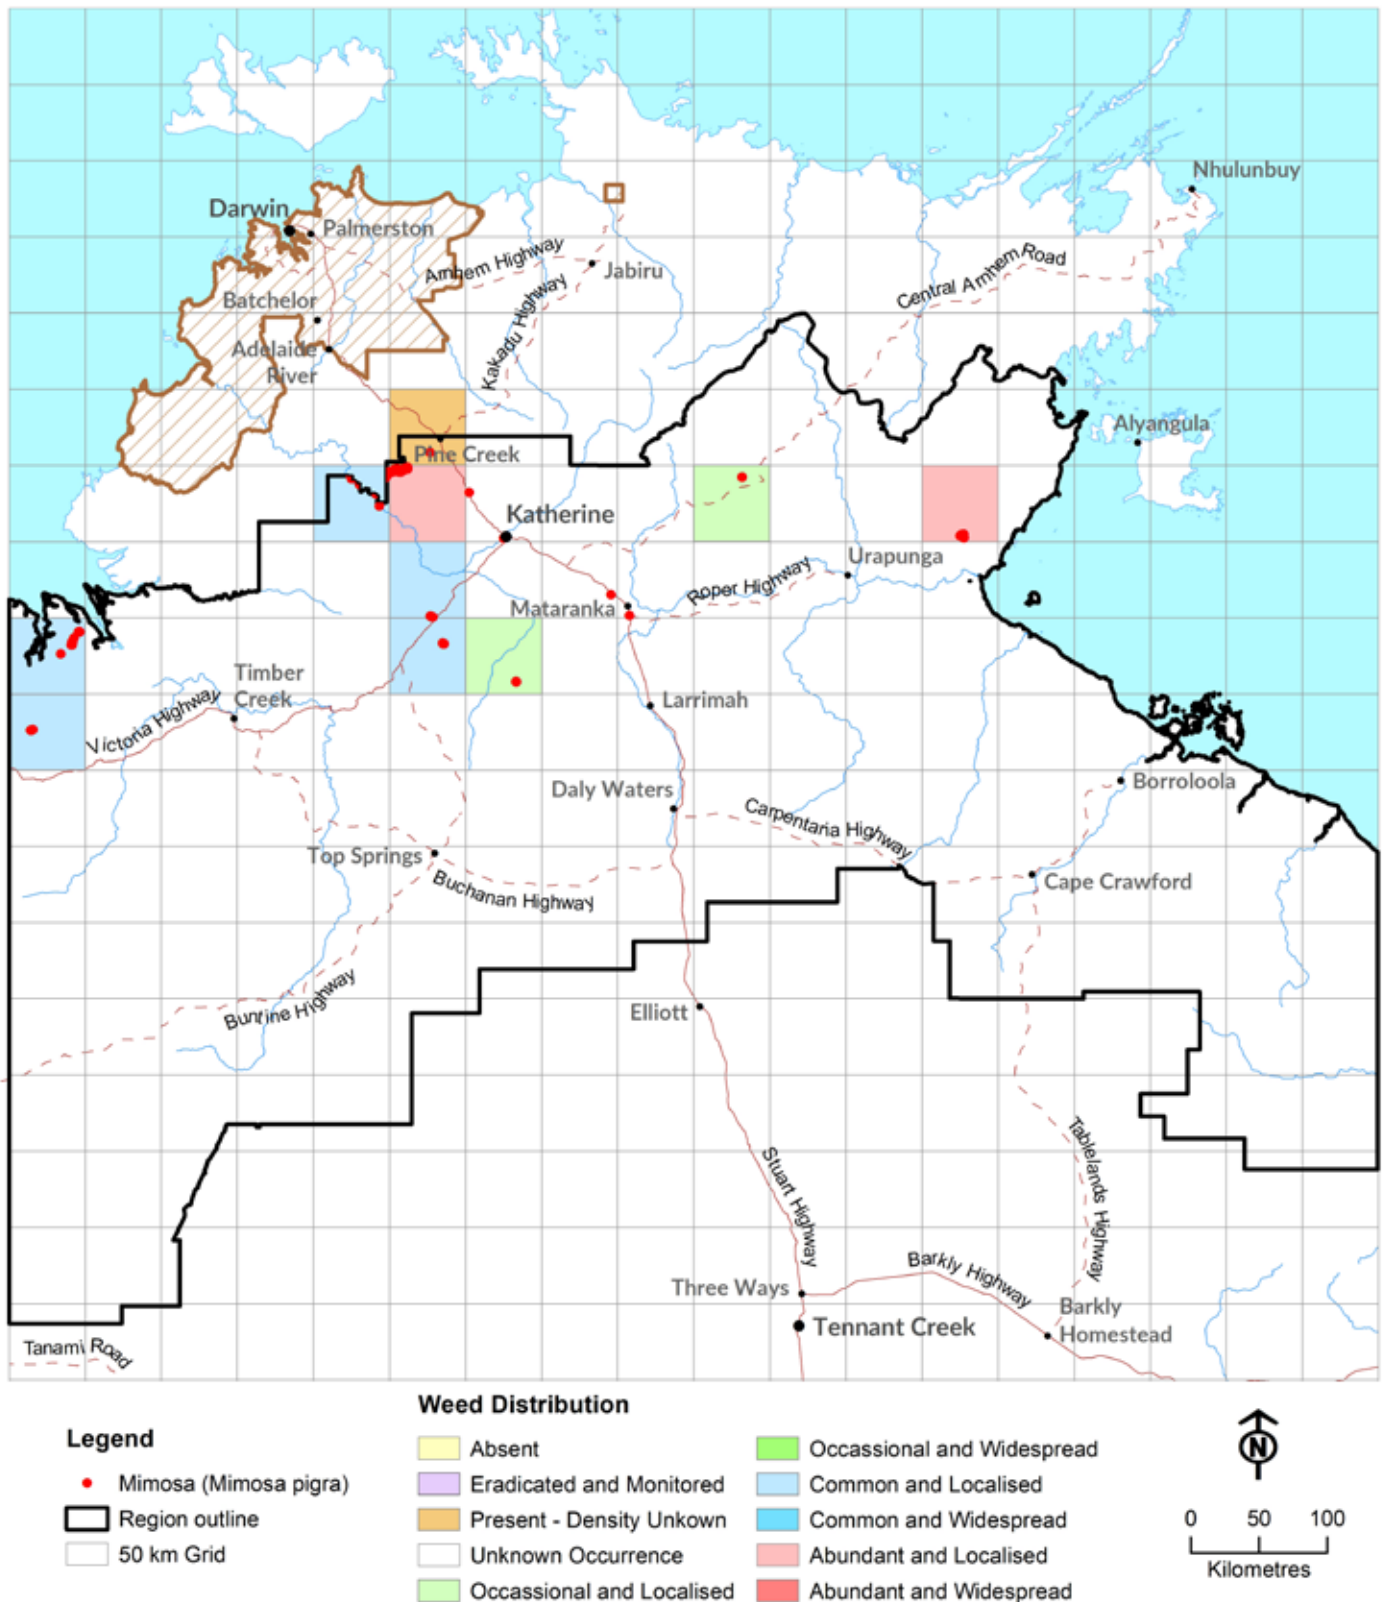 Nhulunbuy
Darwin
Palmerston
Arnhem Highway
Jabiru
Central Arnhem Road
Batchelor
Kakadu Highway
Adelaide
River
Alyangula
Pine Creek
Katherine
Urapunga
Roper Highway
Mataranka
Timber
Creek
Larrimah
Victoria Highway
Daly Waters
Borroloola
Carpentaria Highway
Top Springs
Buchanan Highway
Cape Crawford
Buntine Highway
Elliott
Tablelands Highway
Stuart Highway
Three Ways
Barkly Highway
Barkly
Homestead
Tennant Creek
Tanami Road
Weed Distribution
Legend
Mimosa (Mimosa pigra)
Region outline
50 km Grid
Absent
Eradicated and Monitored
Present - Density Unkown
Unknown Occurrence
Occassional and Localised
Occassional and Widespread
Common and Localised
Common and Widespread
Abundant and Localised
Abundant and Widespread
N
0 50 100
Kilometres